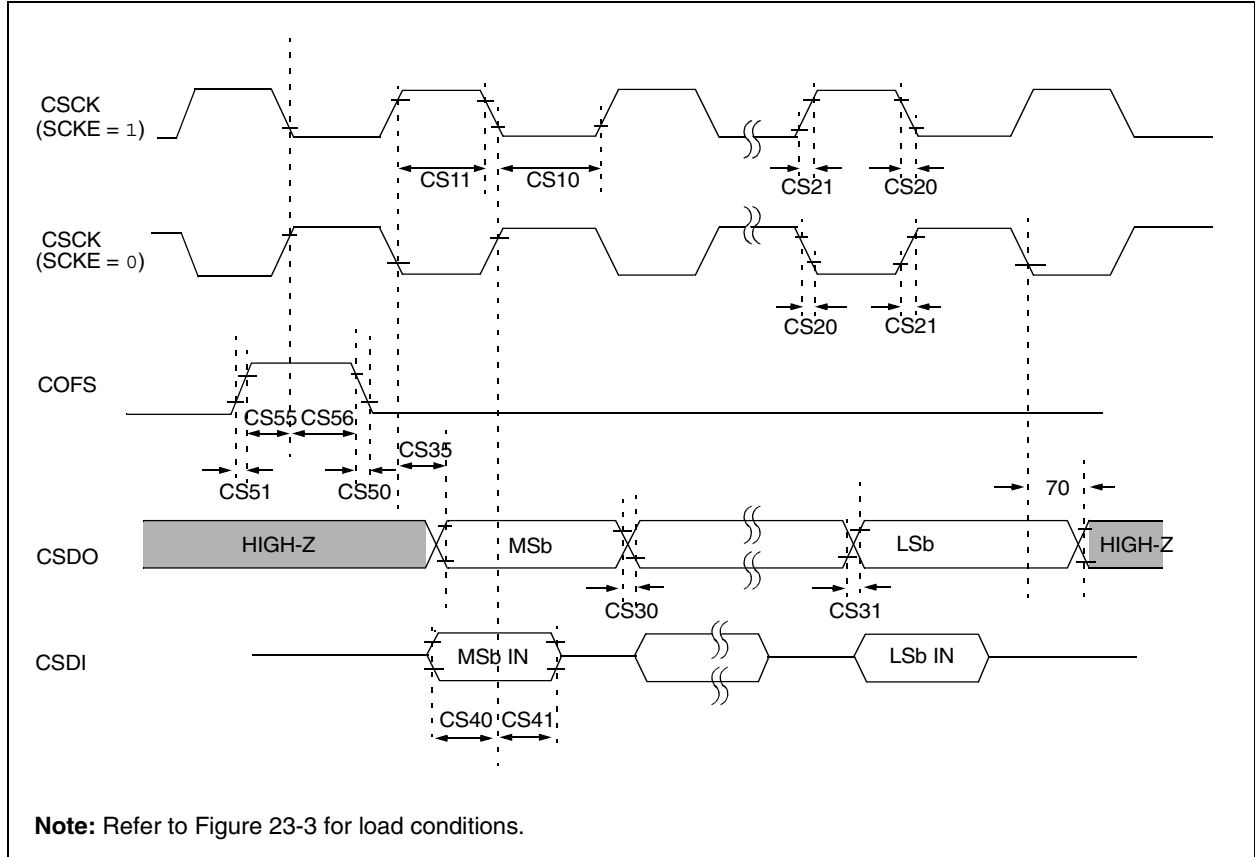 CSCK
(SCKE = 1)
CS11
CS10
CS21
CS20
CSCK
(SCKE = 0)
CS20
CS21
COFS
CS55
CS56
CS35
CS51
CS50
70
CSDO
HIGH-Z
MSb
LSb
HIGH-Z
CS30
CS31
CSDI
MSb IN
LSb IN
CS40
CS41
Note: Refer to Figure 23-3 for load conditions.